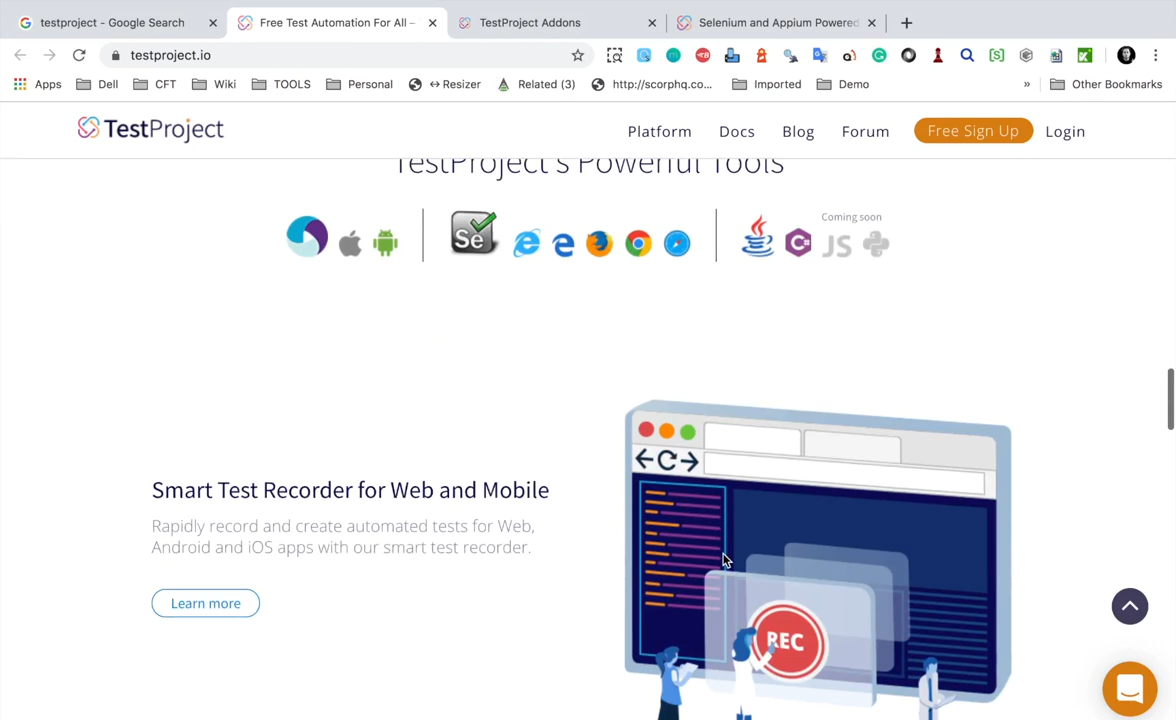 testproject - Google Search
Free Test Automation For All –
TestProject Addons
Selenium and Appium Powered
testproject.io
Apps
Dell
CFT
Wiki
TOOLS
Personal
↔Resizer
Related (3)
http://scorphq.co...
Imported
Demo
»
Other Bookmarks
TestProject
Platform
Docs
Blog
Forum
Free Sign Up
Login
TestProject's Powerful Tools
Se
Coming soon
C#
JS
Smart Test Recorder for Web and Mobile
Rapidly record and create automated tests for Web,
Android and iOS apps with our smart test recorder.
Learn more
REC